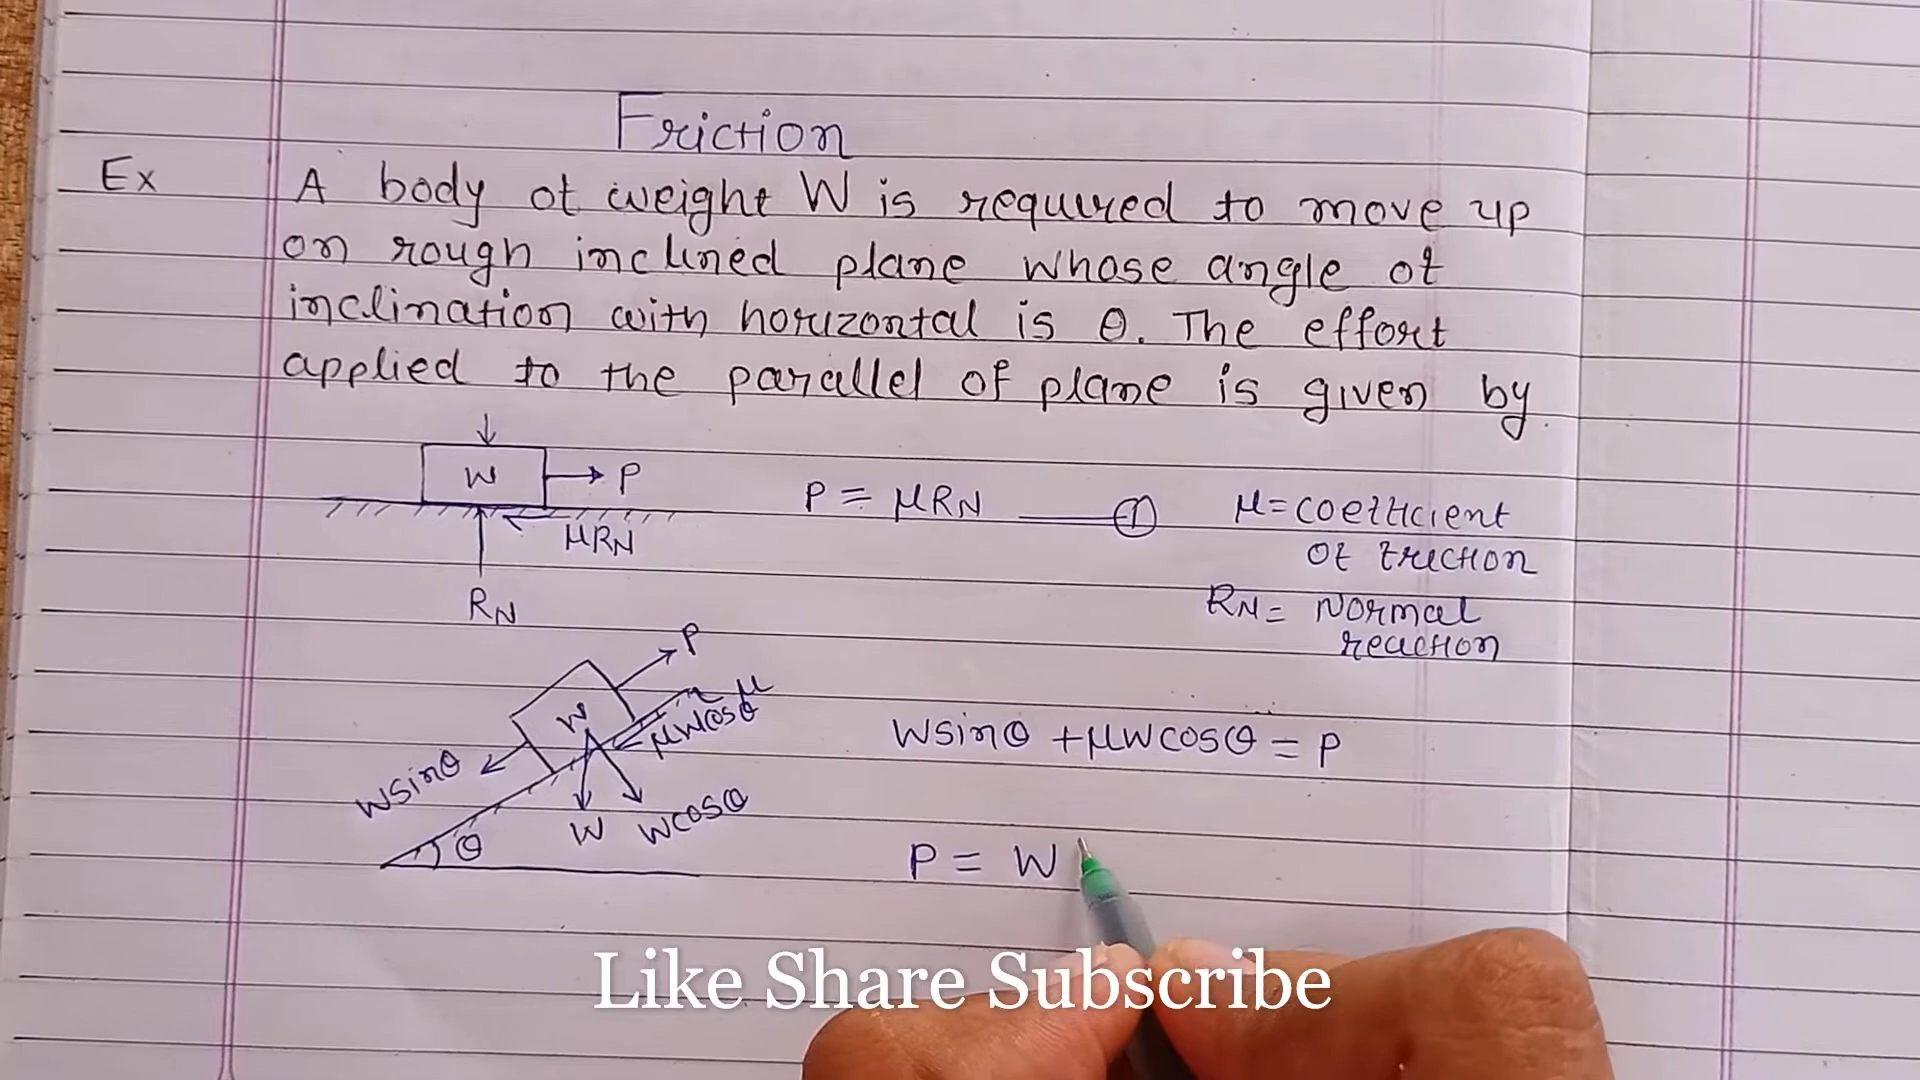 Friction
Ex A body of weight W is required to move up
on rough inclined plane whose angle of
inclination with horizontal is θ. The effort
applied to the parallel of plane is given by.
W → P
μRN
RN
P = μRN ——— ①
μ = coefficient
of friction
RN = Normal
reaction
P
μ
W
μWcosθ
Wsinθ
W Wcosθ
θ
Wsinθ + μWcosθ = P
P = W
Like Share Subscribe